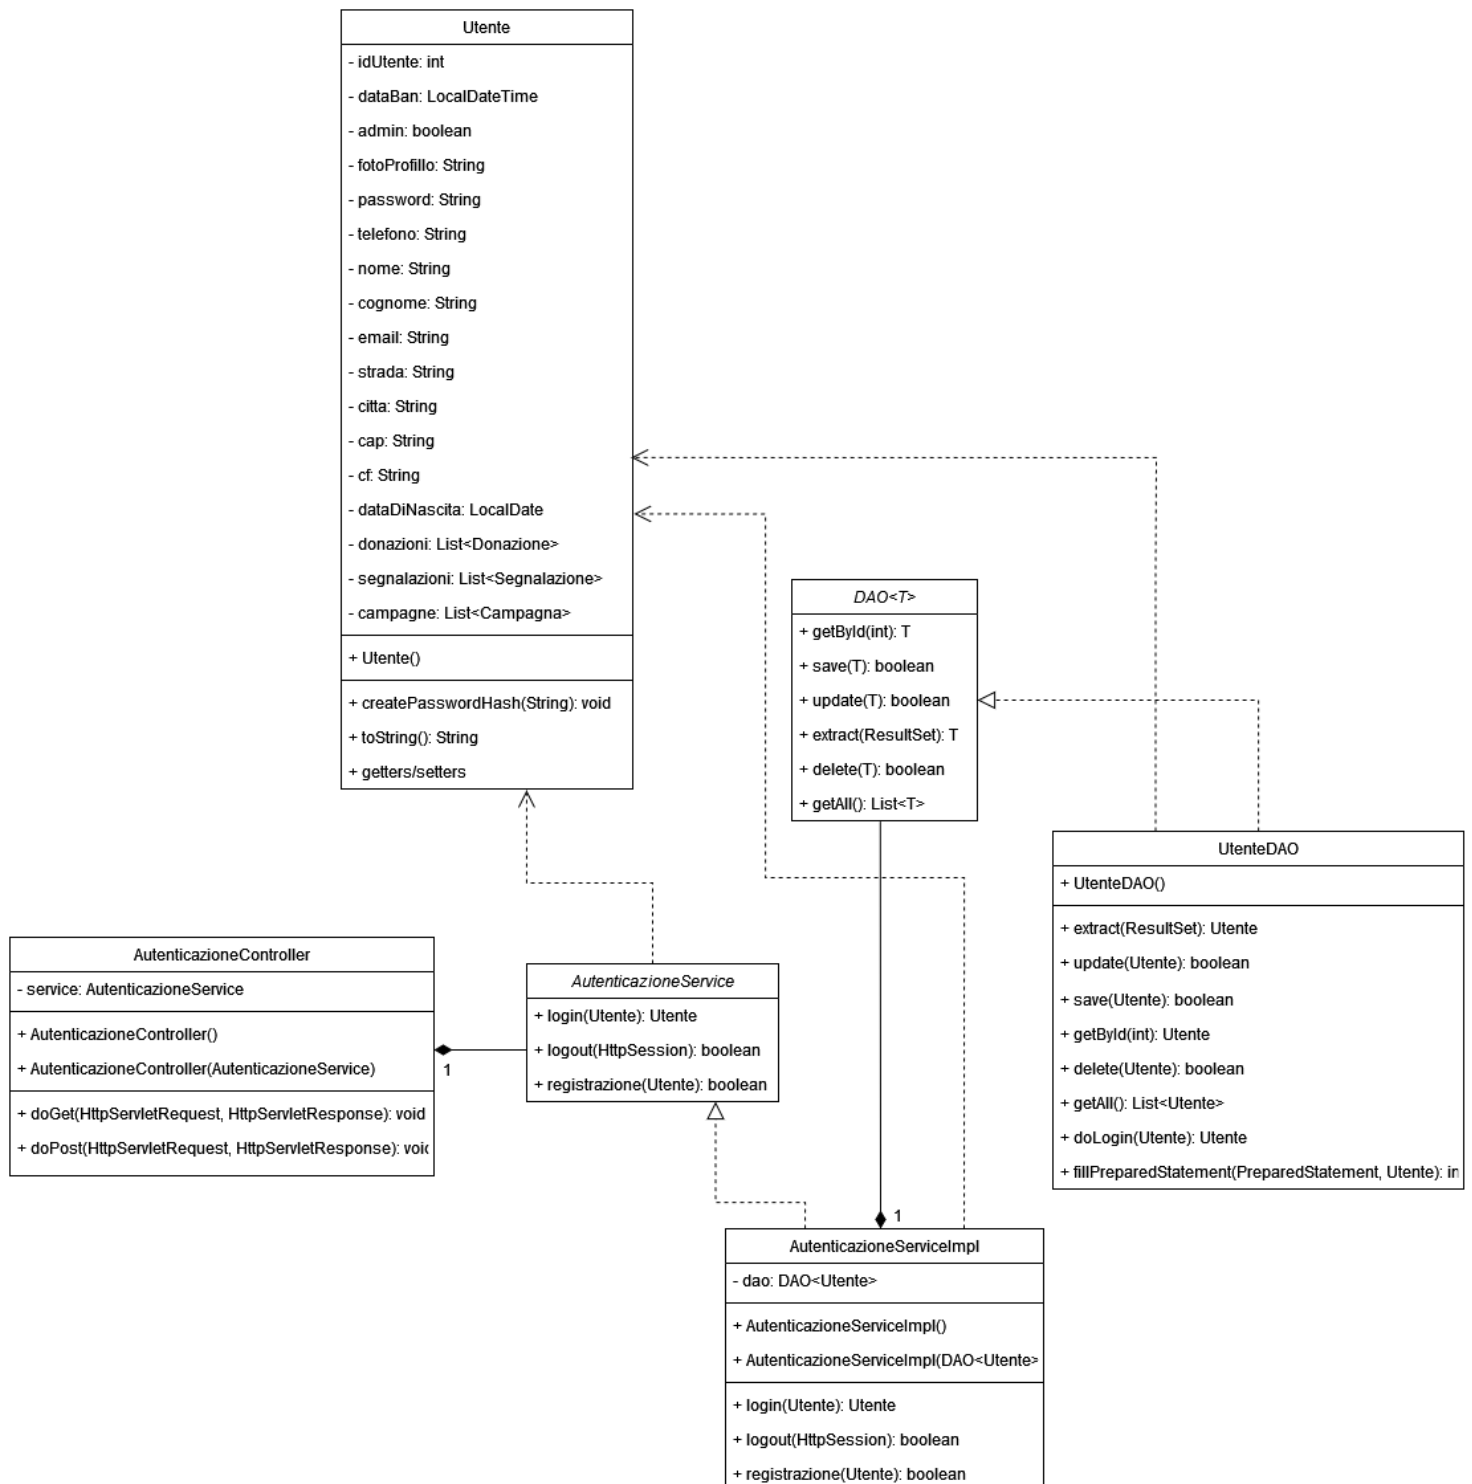 Utente
- idUtente: int
- dataBan: LocalDateTime
- admin: boolean
- fotoProfillo: String
- password: String
- telefono: String
- nome: String
- cognome: String
- email: String
- strada: String
- citta: String
- cap: String
- cf: String
- dataDiNascita: LocalDate
- donazioni: List<Donazione>
- segnalazioni: List<Segnalazione>
- campagne: List<Campagna>
+ Utente()
+ createPasswordHash(String): void
+ toString(): String
+ getters/setters
DAO<T>
+ getById(int): T
+ save(T): boolean
+ update(T): boolean
+ extract(ResultSet): T
+ delete(T): boolean
+ getAll(): List<T>
UtenteDAO
+ UtenteDAO()
+ extract(ResultSet): Utente
+ update(Utente): boolean
+ save(Utente): boolean
+ getById(int): Utente
+ delete(Utente): boolean
+ getAll(): List<Utente>
+ doLogin(Utente): Utente
+ fillPreparedStatement(PreparedStatement, Utente): in
AutenticazioneController
- service: AutenticazioneService
+ AutenticazioneController()
+ AutenticazioneController(AutenticazioneService)
+ doGet(HttpServletRequest, HttpServletResponse): void
+ doPost(HttpServletRequest, HttpServletResponse): voi
1
AutenticazioneService
+ login(Utente): Utente
+ logout(HttpSession): boolean
+ registrazione(Utente): boolean
1
AutenticazioneServiceImpl
- dao: DAO<Utente>
+ AutenticazioneServiceImpl()
+ AutenticazioneServiceImpl(DAO<Utente>
+ login(Utente): Utente
+ logout(HttpSession): boolean
+ registrazione(Utente): boolean